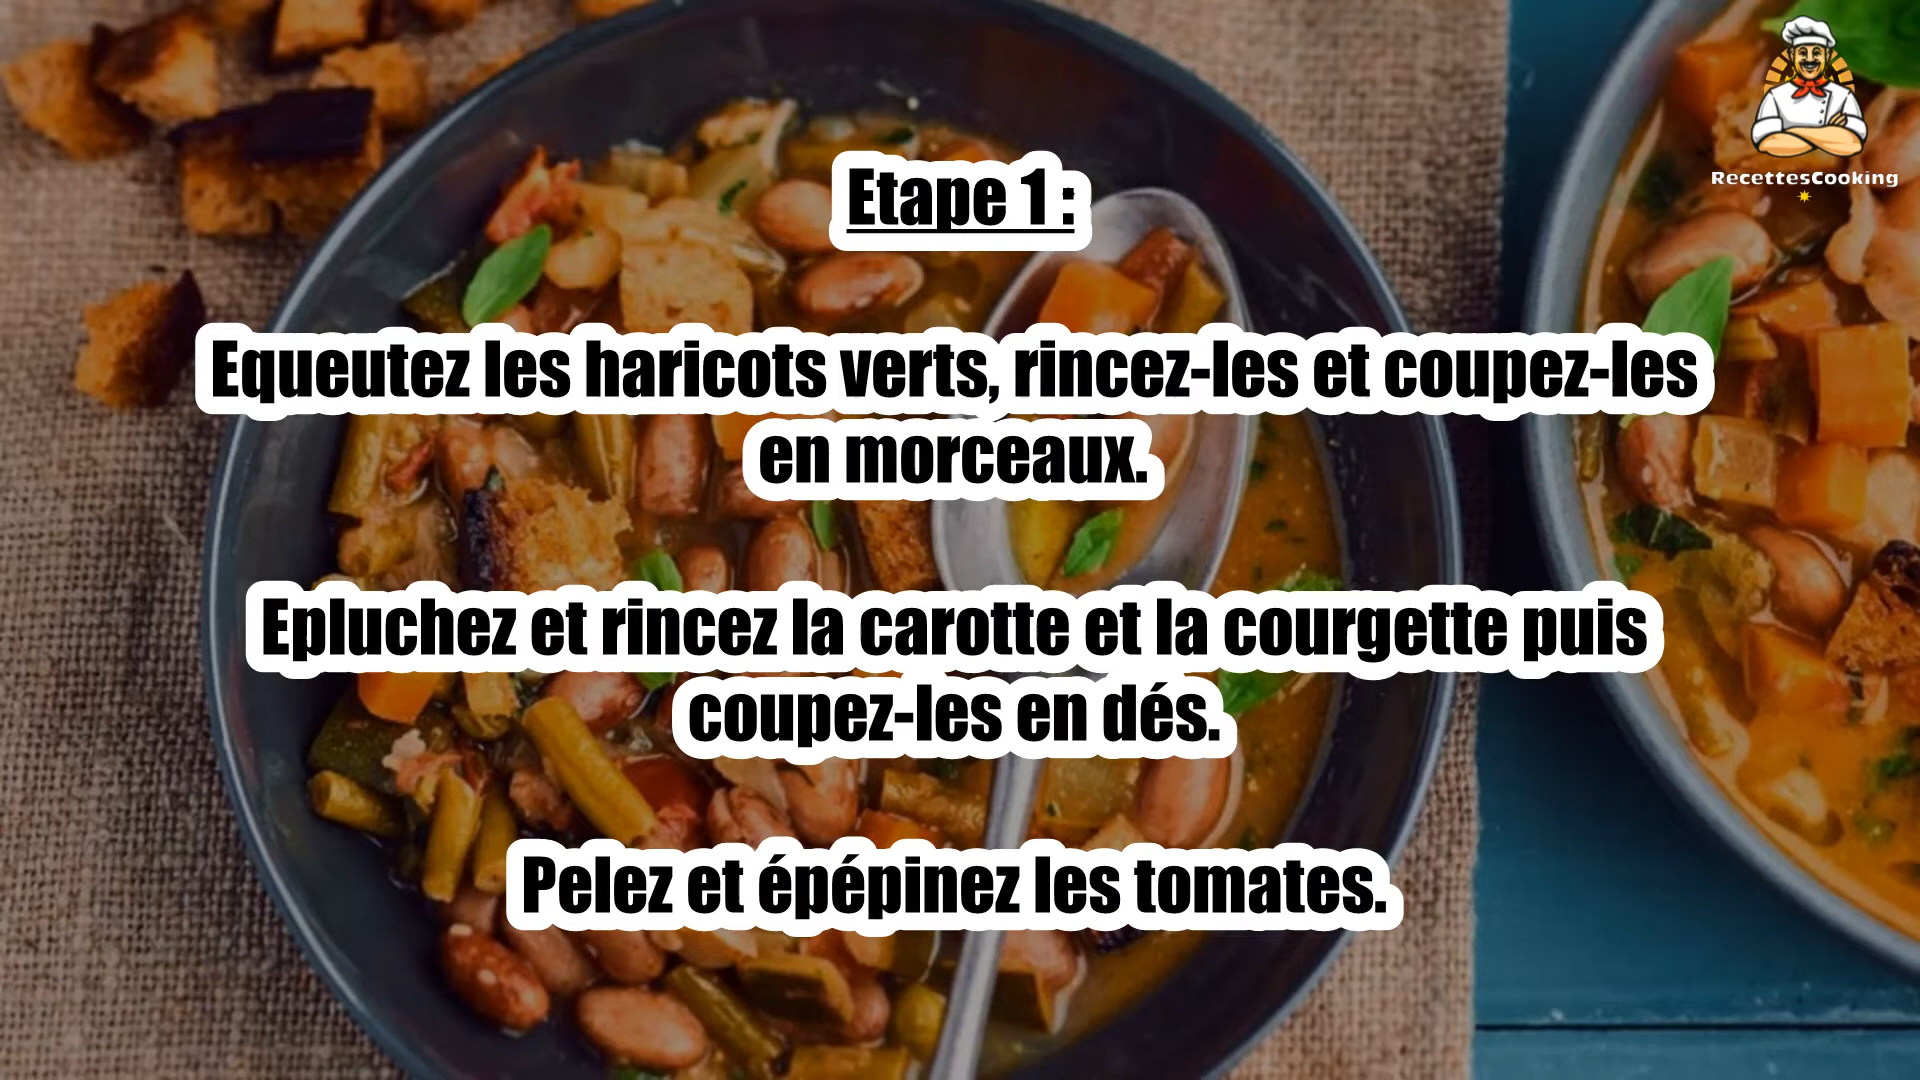 RecettesCooking
Etape 1 :
Equeutez les haricots verts, rincez-les et coupez-les
en morceaux.
Epluchez et rincez la carotte et la courgette puis
coupez-les en dés.
Pelez et épépinez les tomates.